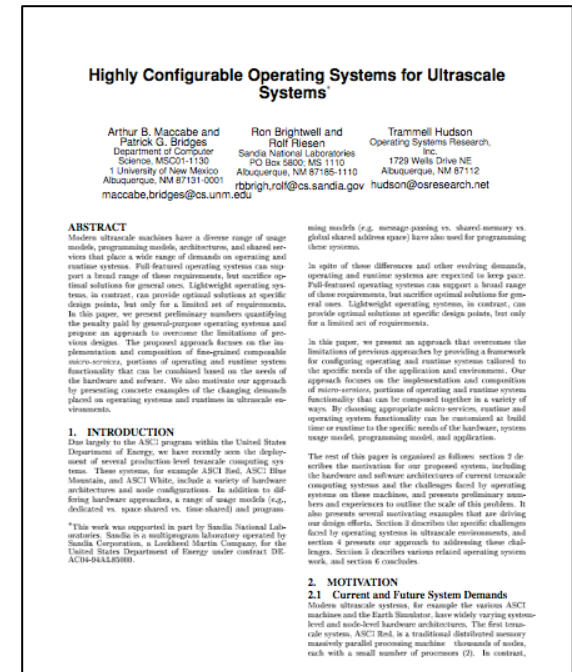 Highly Configurable Operating Systems for Ultrascale
Systems*
Arthur B. Maccabe and
Patrick G. Bridges
Department of Computer
Science, MSC01-1130
1 University of New Mexico
Albuquerque, NM 87131-0001
maccabe,bridges@cs.unm.edu
Ron Brightwell and
Rolf Riesen
Sandia National Laboratories
PO Box 5800; MS 1110
Albuquerque, NM 87185-1110
rbbrigh,rolf@cs.sandia.gov
Trammell Hudson
Operating Systems Research,
Inc.
1729 Wells Drive NE
Albuquerque, NM 87112
hudson@osresearch.net
ABSTRACT
Modern ultrascale machines have a diverse range of usage
models, programming models, architectures, and shared ser-
vices that place a wide range of demands on operating and
runtime systems. Full-featured operating systems can sup-
port a broad range of these requirements, but sacrifice op-
timal solutions for general ones. Lightweight operating sys-
tems, in contrast, can provide optimal solutions at specific
design points, but only for a limited set of requirements.
In this paper, we present preliminary numbers quantifying
the penalty paid by general-purpose operating systems and
propose an approach to overcome the limitations of pre-
vious designs. The proposed approach focuses on the im-
plementation and composition of fine-grained composable
micro-services, portions of operating and runtime system
functionality that can be combined based on the needs of
the hardware and sofware. We also motivate our approach
by presenting concrete examples of the changing demands
placed on operating systems and runtimes in ultrascale en-
vironments.
1. INTRODUCTION
Due largely to the ASCI program within the United States
Department of Energy, we have recently seen the deploy-
ment of several production-level terascale computing sys-
tems. These systems, for example ASCI Red, ASCI Blue
Mountain, and ASCI White, include a variety of hardware
architectures and node configurations. In addition to dif-
fering hardware approaches, a range of usage models (e.g.,
dedicated vs. space-shared vs. time-shared) and program-
*This work was supported in part by Sandia National Lab-
oratories. Sandia is a multiprogram laboratory operated by
Sandia Corporation, a Lockheed Martin Company, for the
United States Department of Energy under contract DE-
AC04-94AL85000.
ming models (e.g. message-passing vs. shared-memory vs.
global shared address space) have also used for programming
these systems.
In spite of these differences and other evolving demands,
operating and runtime systems are expected to keep pace.
Full-featured operating systems can support a broad range
of these requirements, but sacrifice optimal solutions for gen-
eral ones. Lightweight operating systems, in contrast, can
provide optimal solutions at specific design points, but only
for a limited set of requirements.
In this paper, we present an approach that overcomes the
limitations of previous approaches by providing a framework
for configuring operating and runtime systems tailored to
the specific needs of the application and environment. Our
approach focuses on the implementation and composition
of micro-services, portions of operating and runtime system
functionality that can be composed together in a variety of
ways. By choosing appropriate micro-services, runtime and
operating system functionality can be customized at build
time or runtime to the specific needs of the hardware, system
usage model, programming model, and application.
The rest of this paper is organized as follows: section 2 de-
scribes the motivation for our proposed system, including
the hardware and software architectures of current terascale
computing systems and the challenges faced by operating
systems on these machines, and presents preliminary num-
bers and experiences to outline the scale of this problem. It
also presents several motivating examples that are driving
our design efforts. Section 3 describes the specific challenges
faced by operating systems in ultrascale environments, and
section 4 presents our approach to addressing these chal-
lenges. Section 5 describes various related operating system
work, and section 6 concludes.
2. MOTIVATION
2.1 Current and Future System Demands
Modern ultrascale systems, for example the various ASCI
machines and the Earth Simulator, have widely varying system-
level and node-level hardware architectures. The first teras-
cale system, ASCI Red, is a traditional distributed memory
massively parallel processing machine thousands of nodes,
each with a small number of processors (2). In contrast,